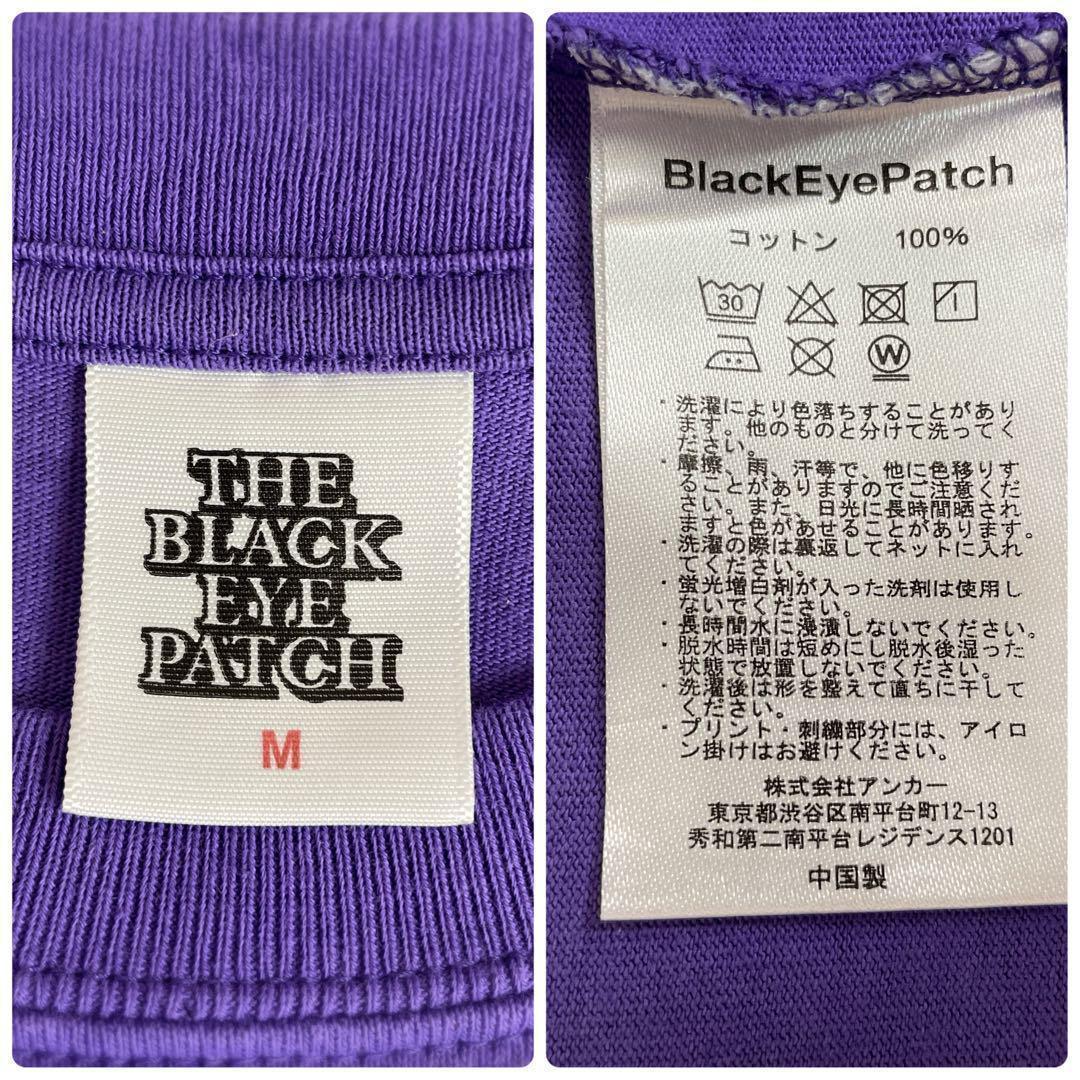 THE
BLACK
EYE
PATCH
M
BlackEyePatch
コットン 100%
30
W
・洗濯により色落ちすることがあり
ます。他のものと分けて洗ってく
ださい。
・摩擦、雨、汗等で、他に色移りす
ることがありますのでご注意くだ
さい。また、日光に長時間晒され
ますと色があせることがあります。
・洗濯の際は裏返してネットに入れ
てください。
・蛍光増白剤が入った洗剤は使用し
ないでください。
・長時間水に浸漬しないでください。
・脱水時間は短めにし脱水後湿った
状態で放置しないでください。
・洗濯後は形を整えて直ちに干して
ください。
・プリント・刺繍部分には、アイロ
ン掛けはお避けください。
株式会社アンカー
東京都渋谷区南平台町12-13
秀和第二南平台レジデンス1201
中国製